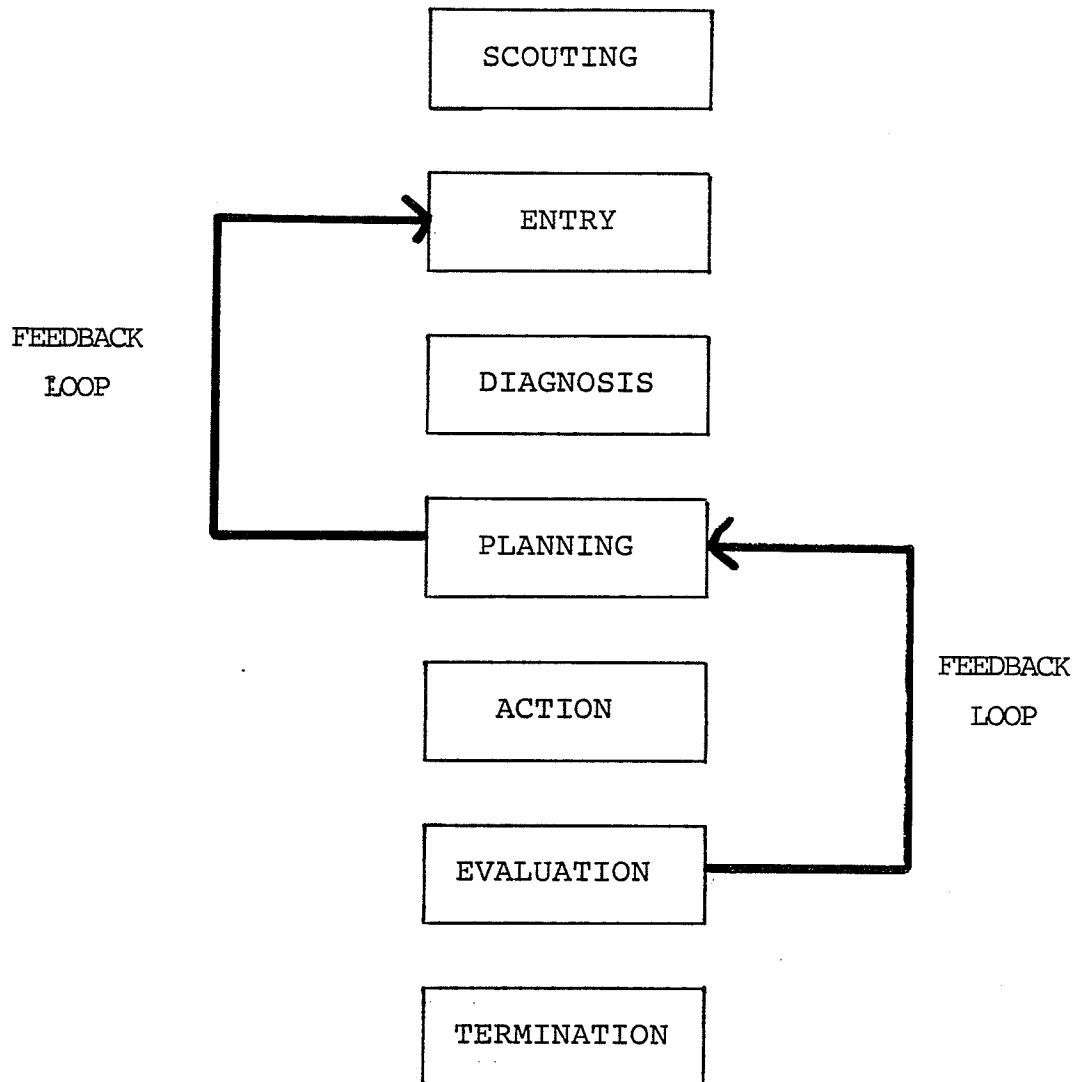 SCOUTING
ENTRY
FEEDBACK
LOOP
DIAGNOSIS
PLANNING
FEEDBACK
LOOP
ACTION
EVALUATION
TERMINATION